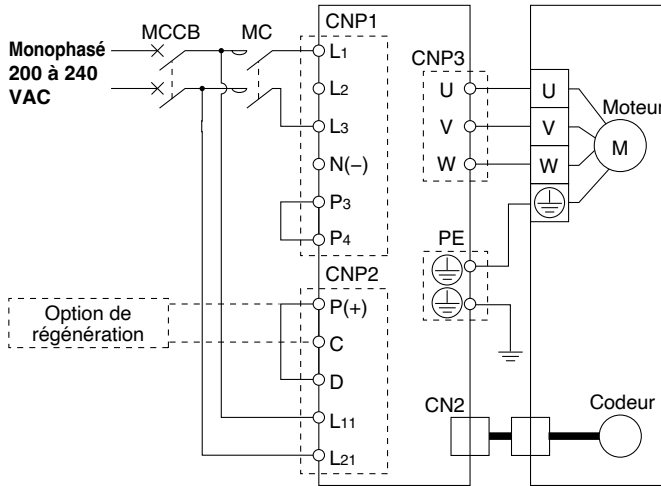 Monophasé
200 à 240
VAC
MCCB
MC
CNP1
L1
L2
L3
N(−)
P3
P4
CNP2
P(+)
C
D
L11
L21
Option de
régénération
CNP3
U
V
W
PE
CN2
U
V
W
Moteur
M
Codeur